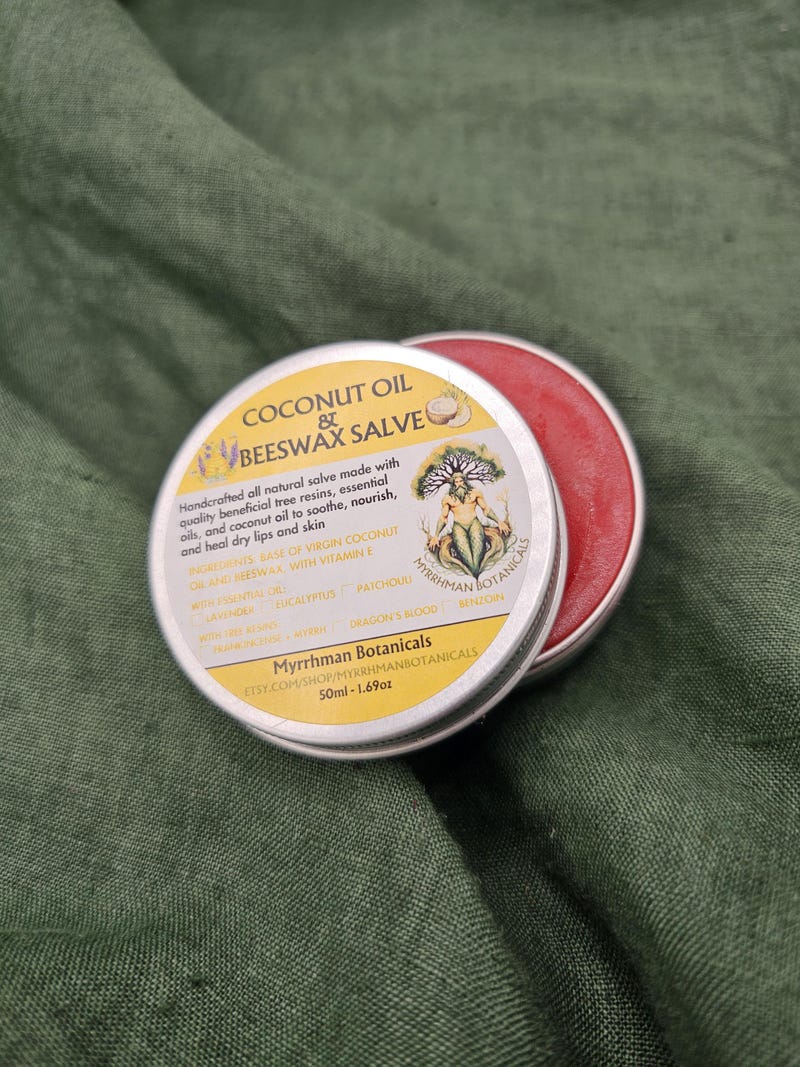 COCONUT OIL
&
BEESWAX SALVE
Handcrafted all natural salve made with
quality beneficial tree resins, essential
oils, and coconut oil to soothe, nourish,
and heal dry lips and skin
INGREDIENTS: BASE OF VIRGIN COCONUT
OIL AND BEESWAX, WITH VITAMIN E
WITH ESSENTIAL OIL:
LAVENDER EUCALYPTUS PATCHOULI
WITH TREE RESINS:
FRANKINCENSE + MYRRH DRAGON'S BLOOD BENZOIN
MYRRHMAN BOTANICALS
Myrrhman Botanicals
ETSY.COM/SHOP/MYRRHMANBOTANICALS
50ml - 1.69oz